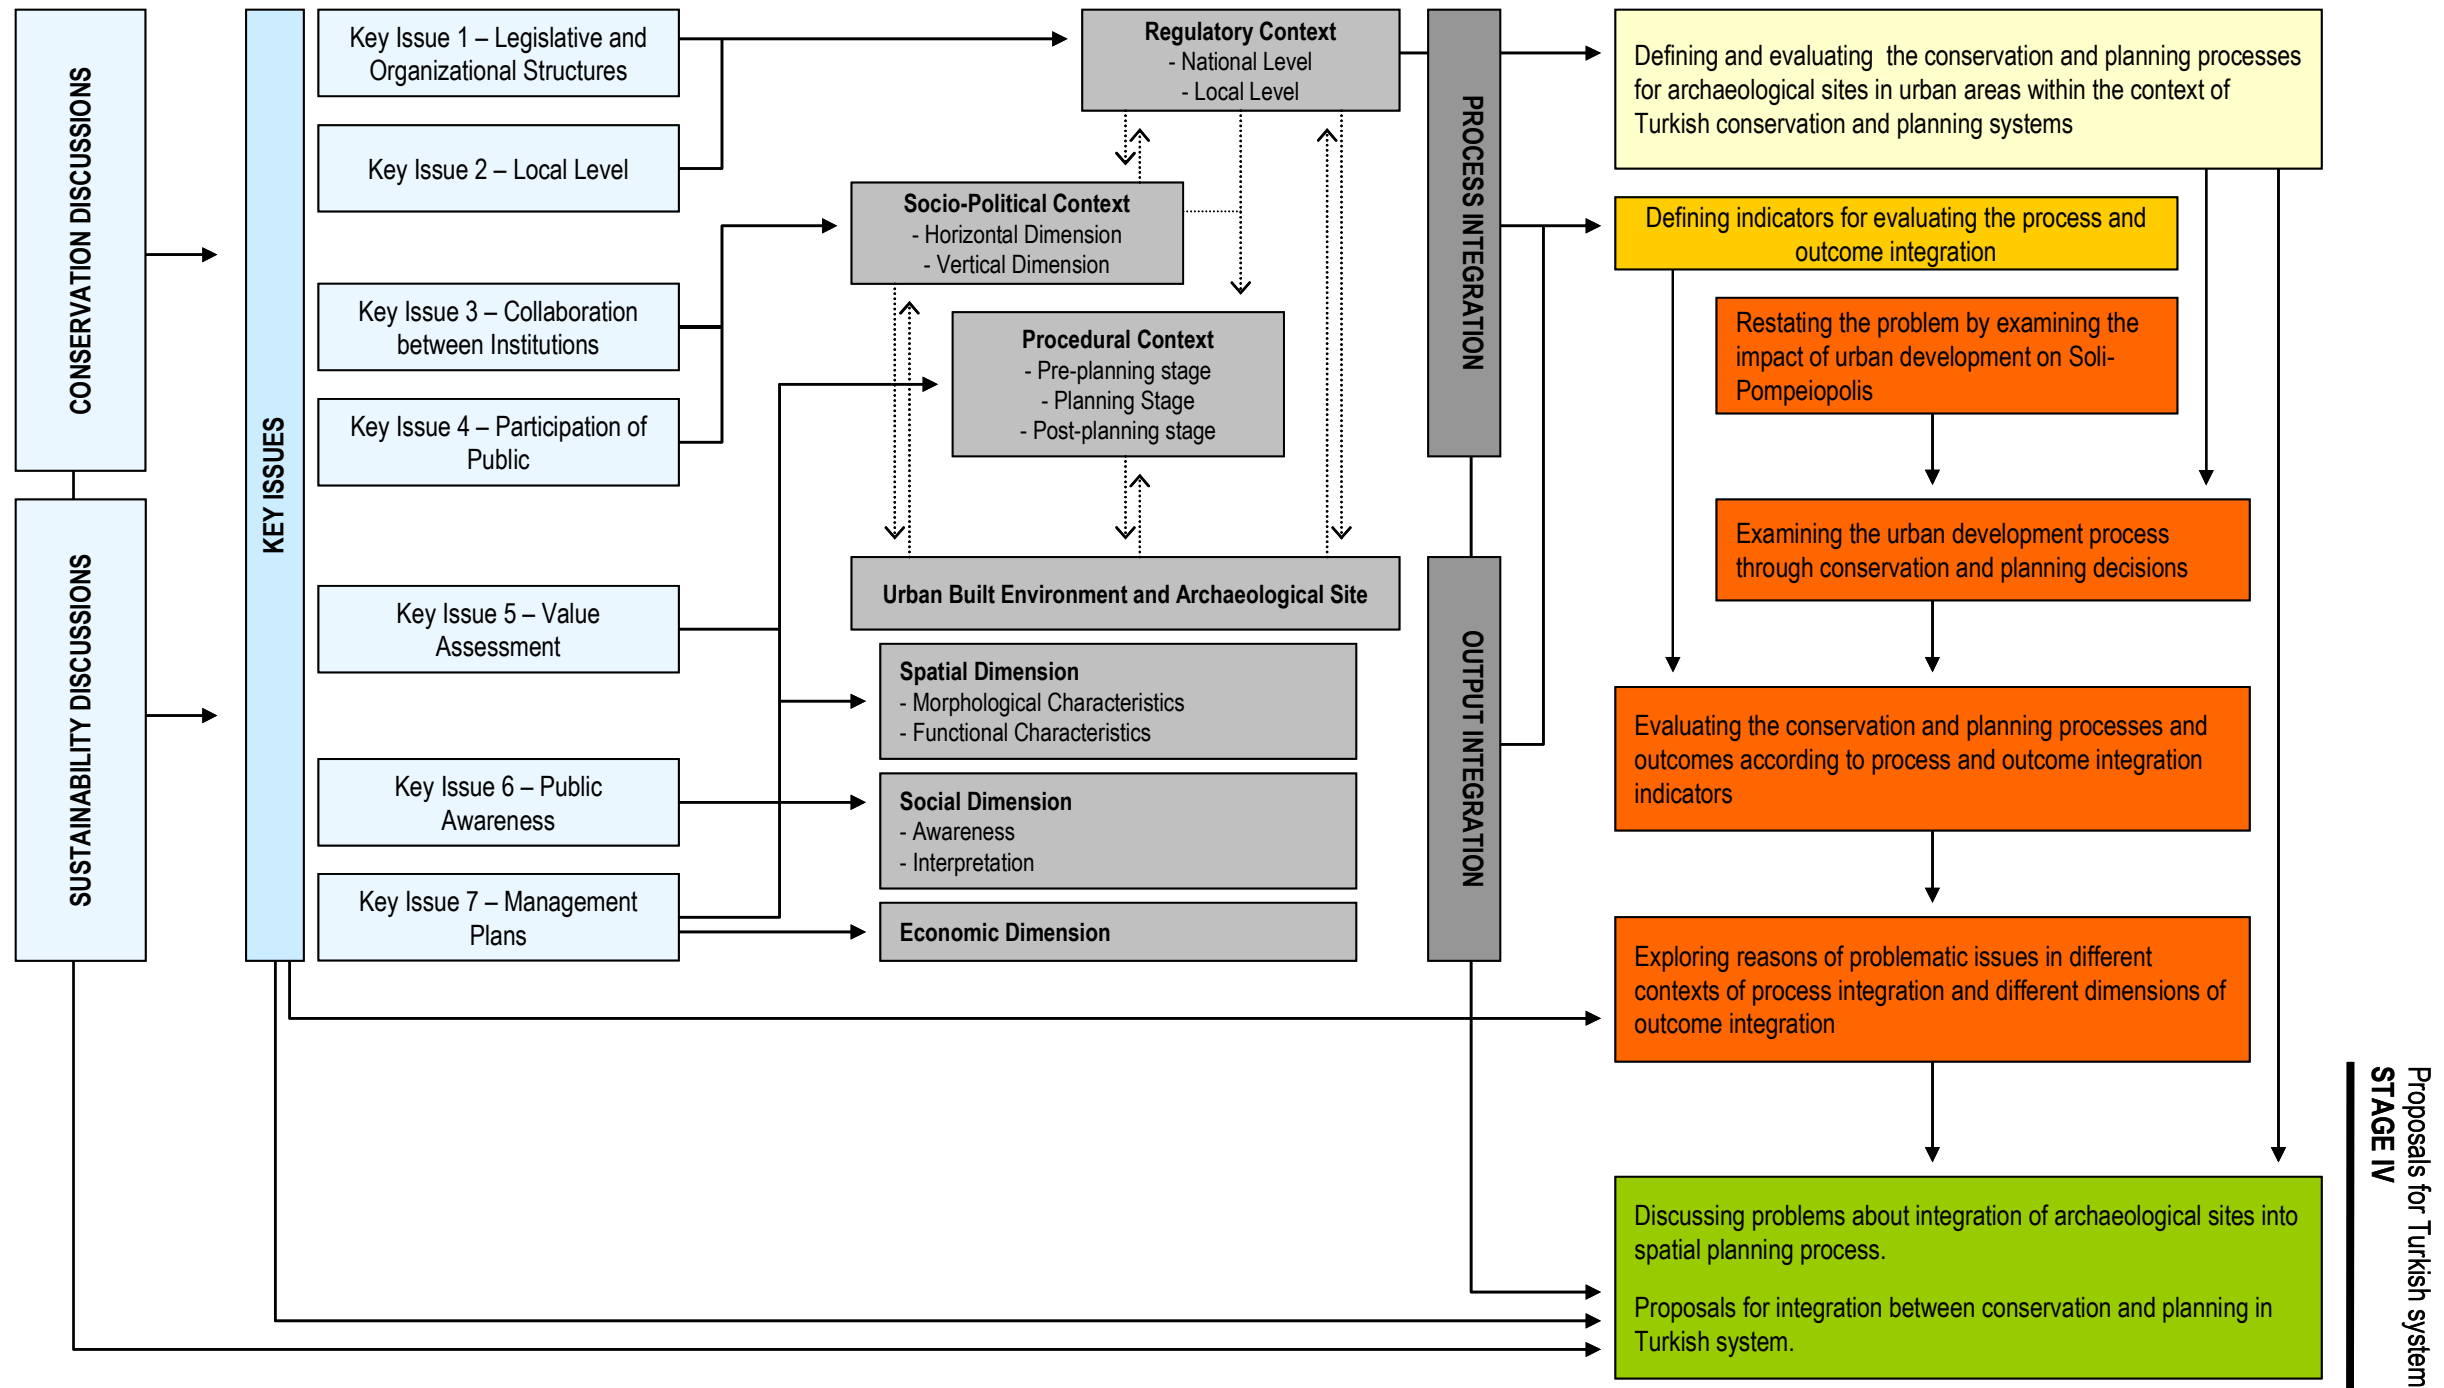 CONSERVATION DISCUSSIONS
SUSTAINABILITY DISCUSSIONS
KEY ISSUES
Key Issue 1 – Legislative and
Organizational Structures
Key Issue 2 – Local Level
Key Issue 3 – Collaboration
between Institutions
Key Issue 4 – Participation of
Public
Key Issue 5 – Value
Assessment
Key Issue 6 – Public
Awareness
Key Issue 7 – Management
Plans
Regulatory Context
- National Level
- Local Level
Socio-Political Context
- Horizontal Dimension
- Vertical Dimension
Procedural Context
- Pre-planning stage
- Planning Stage
- Post-planning stage
Urban Built Environment and Archaeological Site
Spatial Dimension
- Morphological Characteristics
- Functional Characteristics
Social Dimension
- Awareness
- Interpretation
Economic Dimension
PROCESS INTEGRATION
OUTPUT INTEGRATION
Defining and evaluating  the conservation and planning processes
for archaeological sites in urban areas within the context of
Turkish conservation and planning systems
Defining indicators for evaluating the process and
outcome integration
Restating the problem by examining the
impact of urban development on Soli-
Pompeiopolis
Examining the urban development process
through conservation and planning decisions
Evaluating the conservation and planning processes and
outcomes according to process and outcome integration
indicators
Exploring reasons of problematic issues in different
contexts of process integration and different dimensions of
outcome integration
Discussing problems about integration of archaeological sites into
spatial planning process.
Proposals for integration between conservation and planning in
Turkish system.
Proposals for Turkish system
STAGE IV